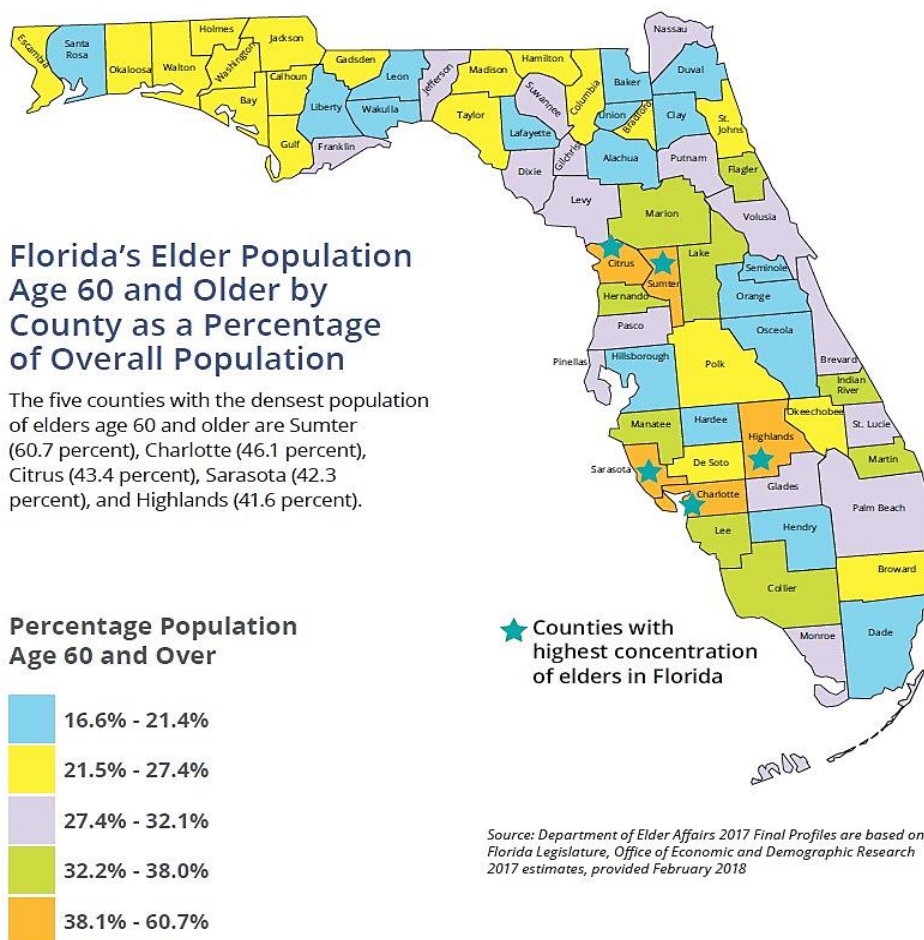 Nassau
Holmes
Jackson
Escambia
Santa
Rosa
Okaloosa
Walton
Washington
Gadsden
Leon
Jefferson
Madison
Hamilton
Columbia
Baker
Duval
Calhoun
Bay
Liberty
Wakulla
Taylor
Suwannee
Lafayette
Union
Bradford
Clay
St.
Johns
Gulf
Franklin
Dixie
Gilchrist
Alachua
Putnam
Flagler
Levy
Marion
Volusia
Florida's Elder Population
Age 60 and Older by
County as a Percentage
of Overall Population
Citrus
Sumter
Lake
Seminole
Hernando
Orange
Pasco
Osceola
Pinellas
Hillsborough
Polk
Brevard
Indian
River
The five counties with the densest population
of elders age 60 and older are Sumter
(60.7 percent), Charlotte (46.1 percent),
Citrus (43.4 percent), Sarasota (42.3
percent), and Highlands (41.6 percent).
Manatee
Hardee
Highlands
Okeechobee
St. Lucie
Sarasota
De Soto
Martin
Charlotte
Glades
Palm Beach
Lee
Hendry
Collier
Broward
Monroe
Dade
Percentage Population
Age 60 and Over
16.6% - 21.4%
21.5% - 27.4%
27.4% - 32.1%
32.2% - 38.0%
38.1% - 60.7%
Counties with
highest concentration
of elders in Florida
Source: Department of Elder Affairs 2017 Final Profiles are based on
Florida Legislature, Office of Economic and Demographic Research
2017 estimates, provided February 2018